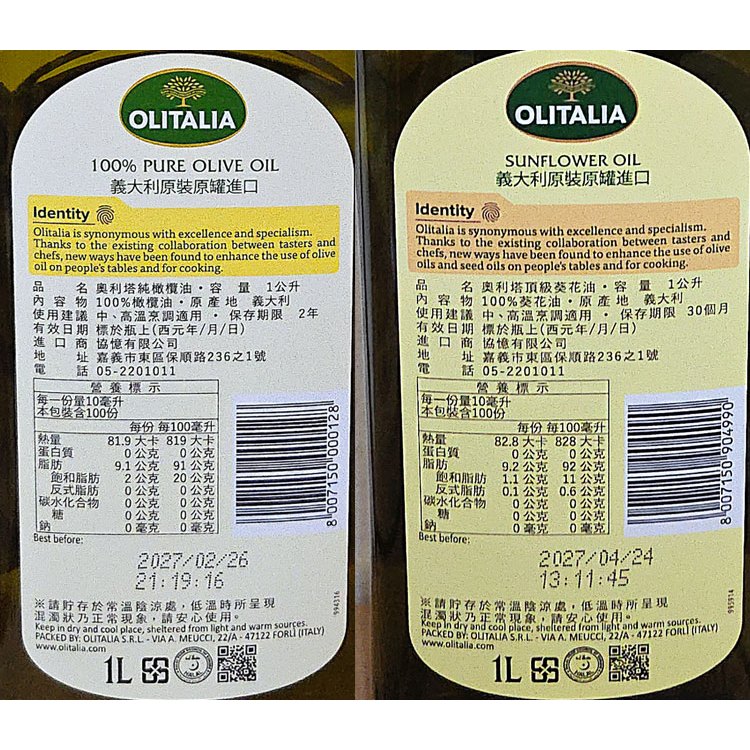 OLITALIA
100% PURE OLIVE OIL
義大利原裝原罐進口
Identity
Olitalia is synonymous with excellence and specialism.
Thanks to the existing collaboration between tasters and
chefs, new ways have been found to enhance the use of olive
oil on people's tables and for cooking.
品 名 奧利塔純橄欖油・容 量 1公升
內 容 物 100%橄欖油・原 產 地 義大利
使用建議 中、高溫烹調適用・保存期限 2年
有效日期 標於瓶上(西元年/月/日)
進 口 商 協憶有限公司
地 址 嘉義市東區保順路236之1號
電 話 05-2201011
營 養 標 示
每一份量10毫升
本包裝含100份
每份 每100毫升
熱量 81.9 大卡 819 大卡
蛋白質 0 公克 0 公克
脂肪 9.1 公克 91 公克
飽和脂肪 2 公克 20 公克
反式脂肪 0 公克 0 公克
碳水化合物 0 公克 0 公克
糖 0 公克 0 公克
鈉 0 毫克 0 毫克
8 007150 000128
Best before:
2027/02/26
21:19:16
※請貯存於常溫陰涼處，低溫時所呈現
混濁狀乃正常現象，請安心使用。
Keep in dry and cool place, sheltered from light and warm sources.
PACKED BY: OLITALIA S.R.L. - VIA A. MEUCCI, 22/A - 47122 FORLÌ (ITALY)
www.olitalia.com
994316
1L
OLITALIA
SUNFLOWER OIL
義大利原裝原罐進口
Identity
Olitalia is synonymous with excellence and specialism.
Thanks to the existing collaboration between tasters and
chefs, new ways have been found to enhance the use of olive
oils and seed oils on people's tables and for cooking.
品 名 奧利塔頂級葵花油・容 量 1公升
內 容 物 100%葵花油・原 產 地 義大利
使用建議 中、高溫烹調適用・保存期限 30個月
有效日期 標於瓶上(西元年/月/日)
進 口 商 協憶有限公司
地 址 嘉義市東區保順路236之1號
電 話 05-2201011
營 養 標 示
每一份量10毫升
本包裝含100份
每份 每100毫升
熱量 82.8 大卡 828 大卡
蛋白質 0 公克 0 公克
脂肪 9.2 公克 92 公克
飽和脂肪 1.1 公克 11 公克
反式脂肪 0.1 公克 0.6 公克
碳水化合物 0 公克 0 公克
糖 0 公克 0 公克
鈉 0 毫克 0 毫克
8 007150 904990
Best before:
2027/04/24
13:11:45
※請貯存於常溫陰涼處，低溫時所呈現
混濁狀乃正常現象，請安心使用。
Keep in dry and cool place, sheltered from light and warm sources.
PACKED BY: OLITALIA S.R.L. - VIA A. MEUCCI, 22/A - 47122 FORLÌ (ITALY)
www.olitalia.com
995914
1L